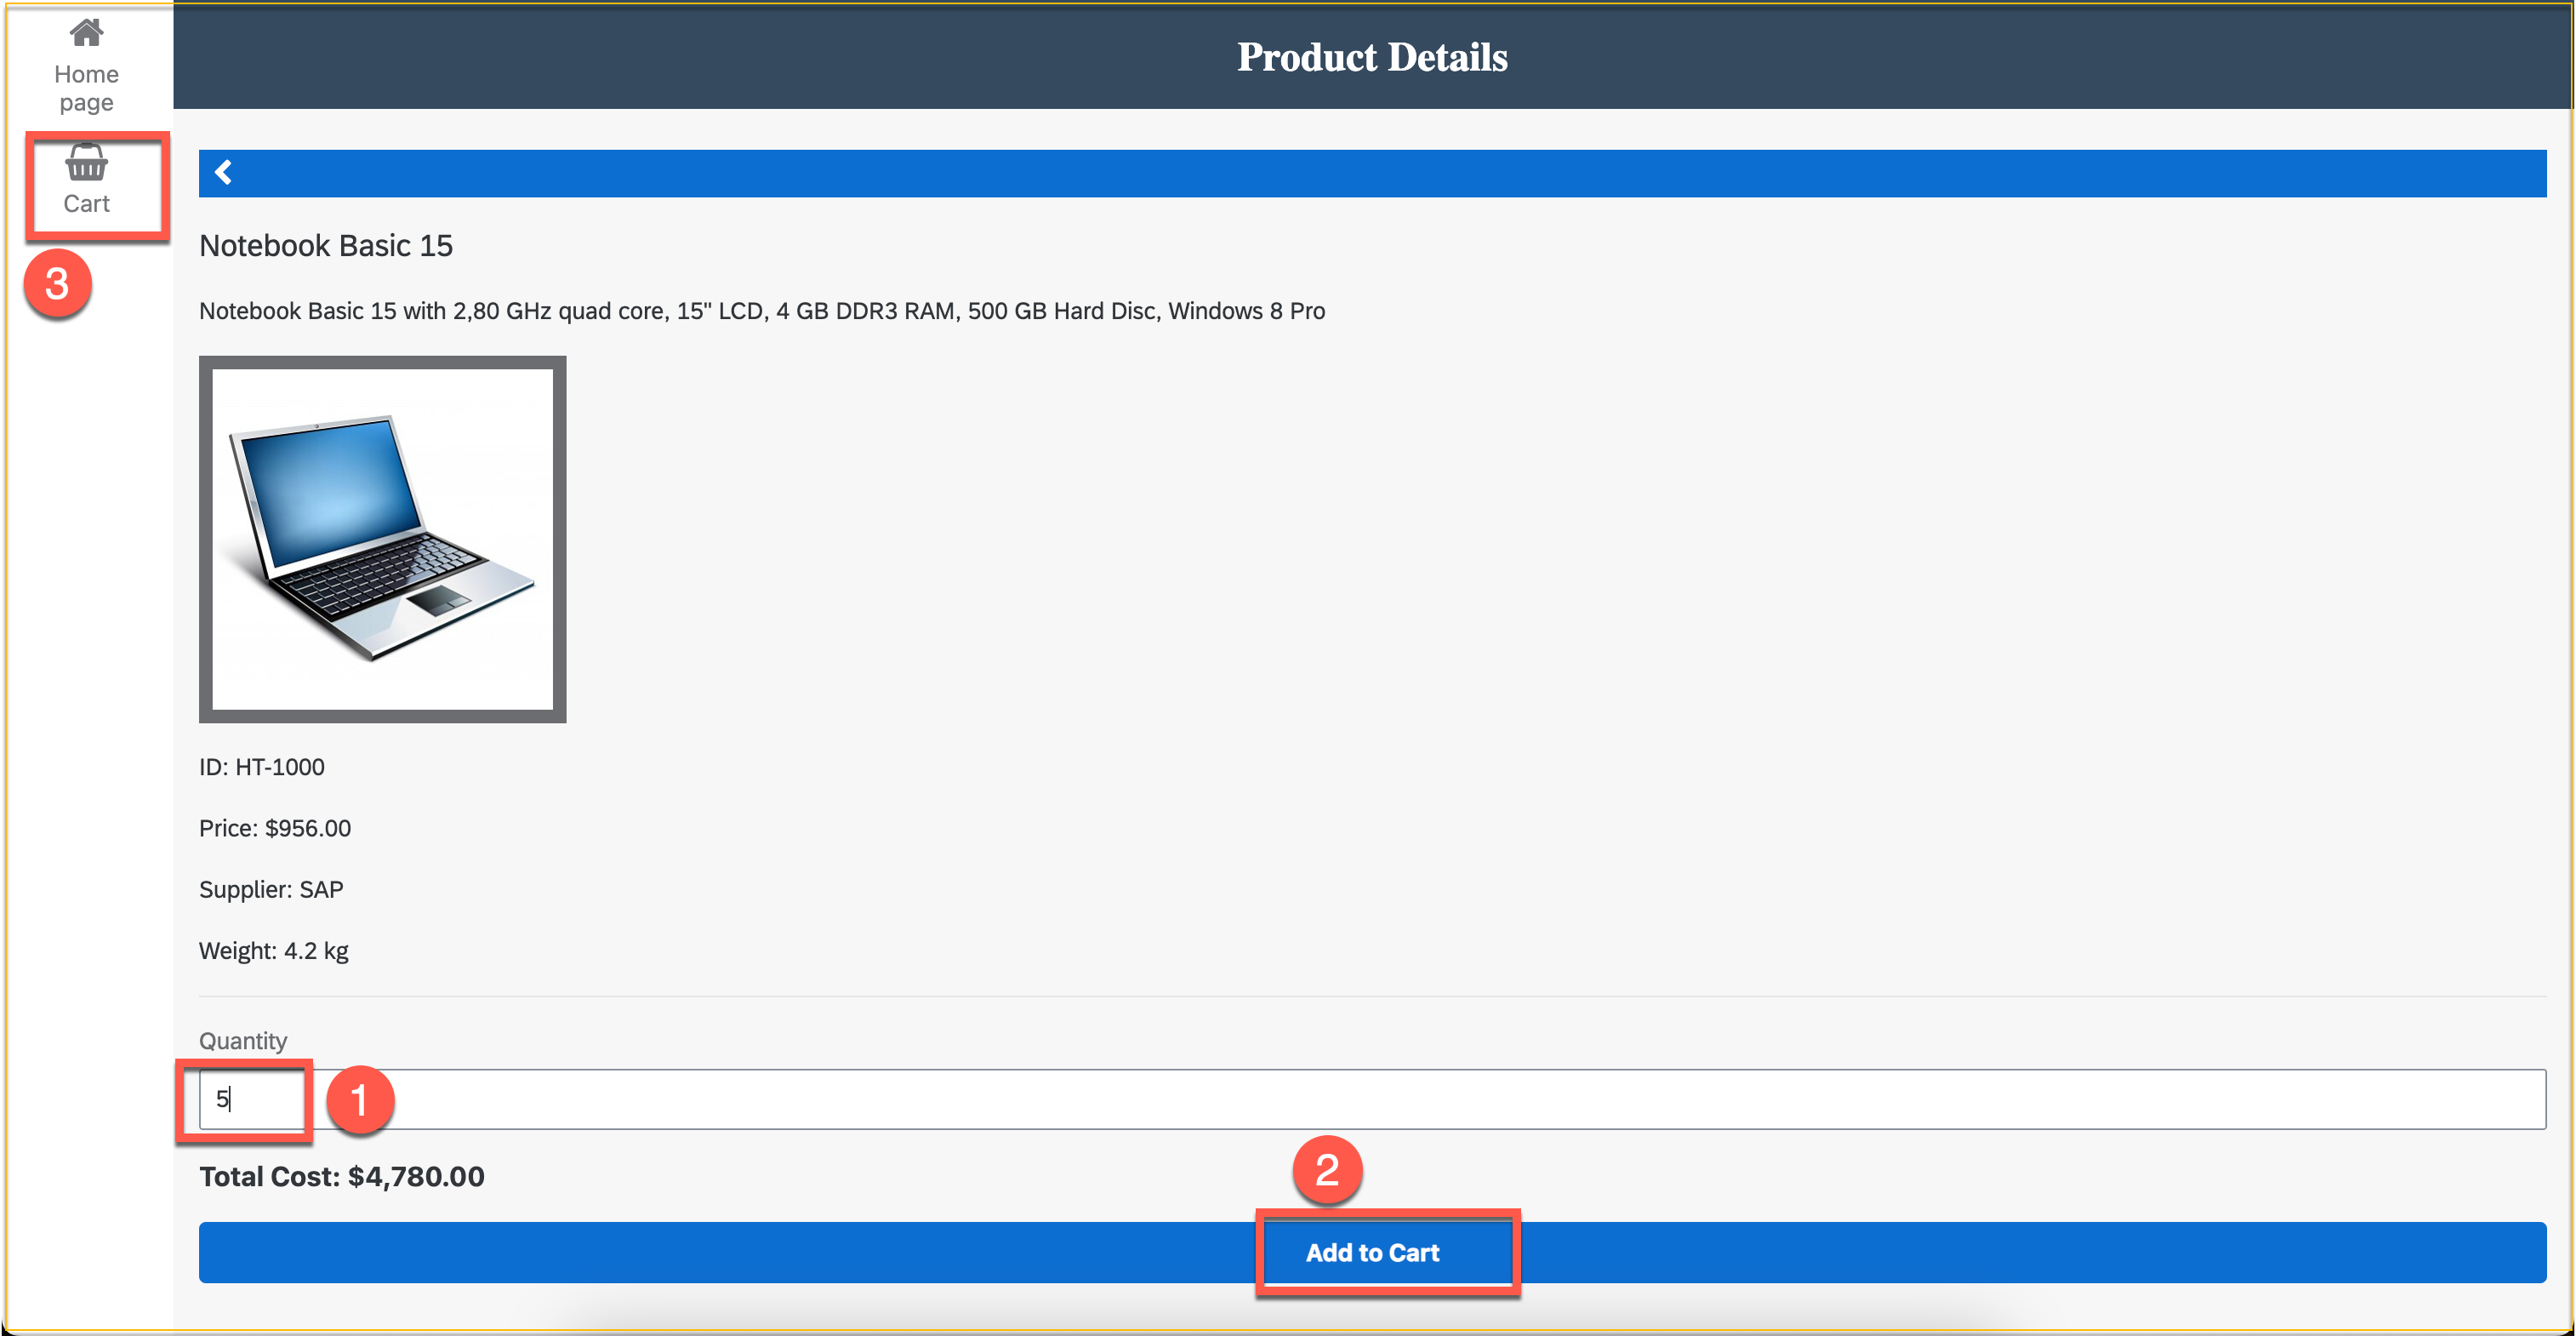 Home
page
Cart
3
Product Details
Notebook Basic 15
Notebook Basic 15 with 2,80 GHz quad core, 15" LCD, 4 GB DDR3 RAM, 500 GB Hard Disc, Windows 8 Pro
ID: HT-1000
Price: $956.00
Supplier: SAP
Weight: 4.2 kg
Quantity
5
1
Total Cost: $4,780.00
2
Add to Cart